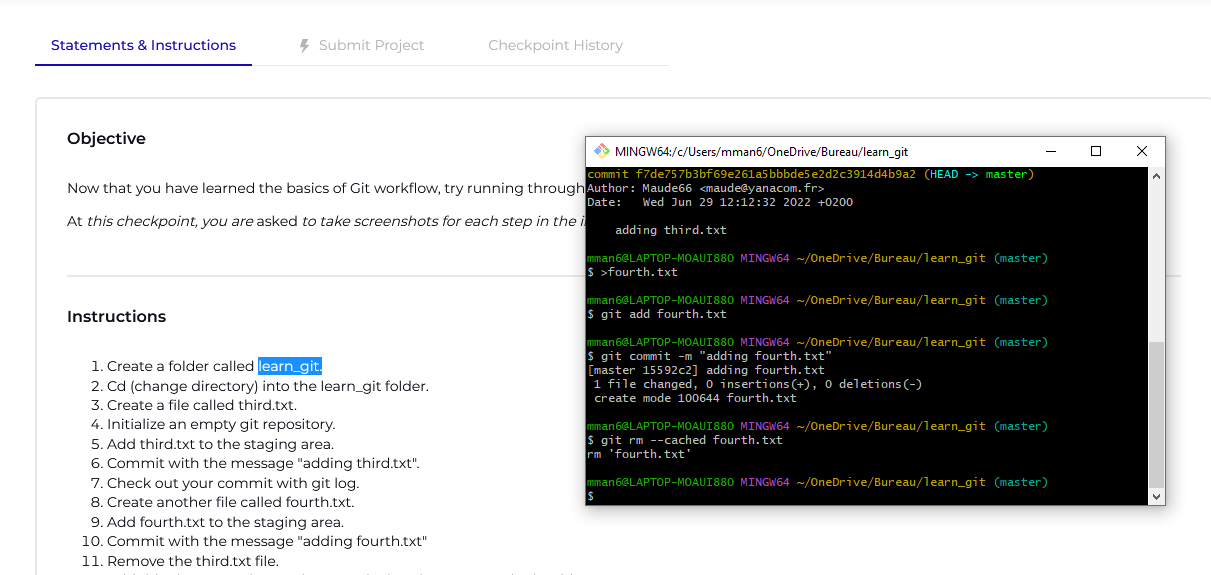 Statements & Instructions
Submit Project
Checkpoint History
Objective
Now that you have learned the basics of Git workflow, try running through
At this checkpoint, you are asked to take screenshots for each step in the
Instructions
1. Create a folder called learn_git.
2. Cd (change directory) into the learn_git folder.
3. Create a file called third.txt.
4. Initialize an empty git repository.
5. Add third.txt to the staging area.
6. Commit with the message "adding third.txt".
7. Check out your commit with git log.
8. Create another file called fourth.txt.
9. Add fourth.txt to the staging area.
10. Commit with the message "adding fourth.txt"
11. Remove the third.txt file.
MINGW64:/c/Users/mman6/OneDrive/Bureau/learn_git
commit f7de757b3bf69e261a5bbbde5e2d2c3914d4b9a2 (HEAD -> master)
Author: Maude66 <maude@yanacom.fr>
Date:   Wed Jun 29 12:12:32 2022 +0200
adding third.txt
mman6@LAPTOP-MOAUI880 MINGW64 ~/OneDrive/Bureau/learn_git (master)
$ >fourth.txt
mman6@LAPTOP-MOAUI880 MINGW64 ~/OneDrive/Bureau/learn_git (master)
$ git add fourth.txt
mman6@LAPTOP-MOAUI880 MINGW64 ~/OneDrive/Bureau/learn_git (master)
$ git commit -m "adding fourth.txt"
[master 15592c2] adding fourth.txt
1 file changed, 0 insertions(+), 0 deletions(-)
create mode 100644 fourth.txt
mman6@LAPTOP-MOAUI880 MINGW64 ~/OneDrive/Bureau/learn_git (master)
$ git rm --cached fourth.txt
rm 'fourth.txt'
mman6@LAPTOP-MOAUI880 MINGW64 ~/OneDrive/Bureau/learn_git (master)
$